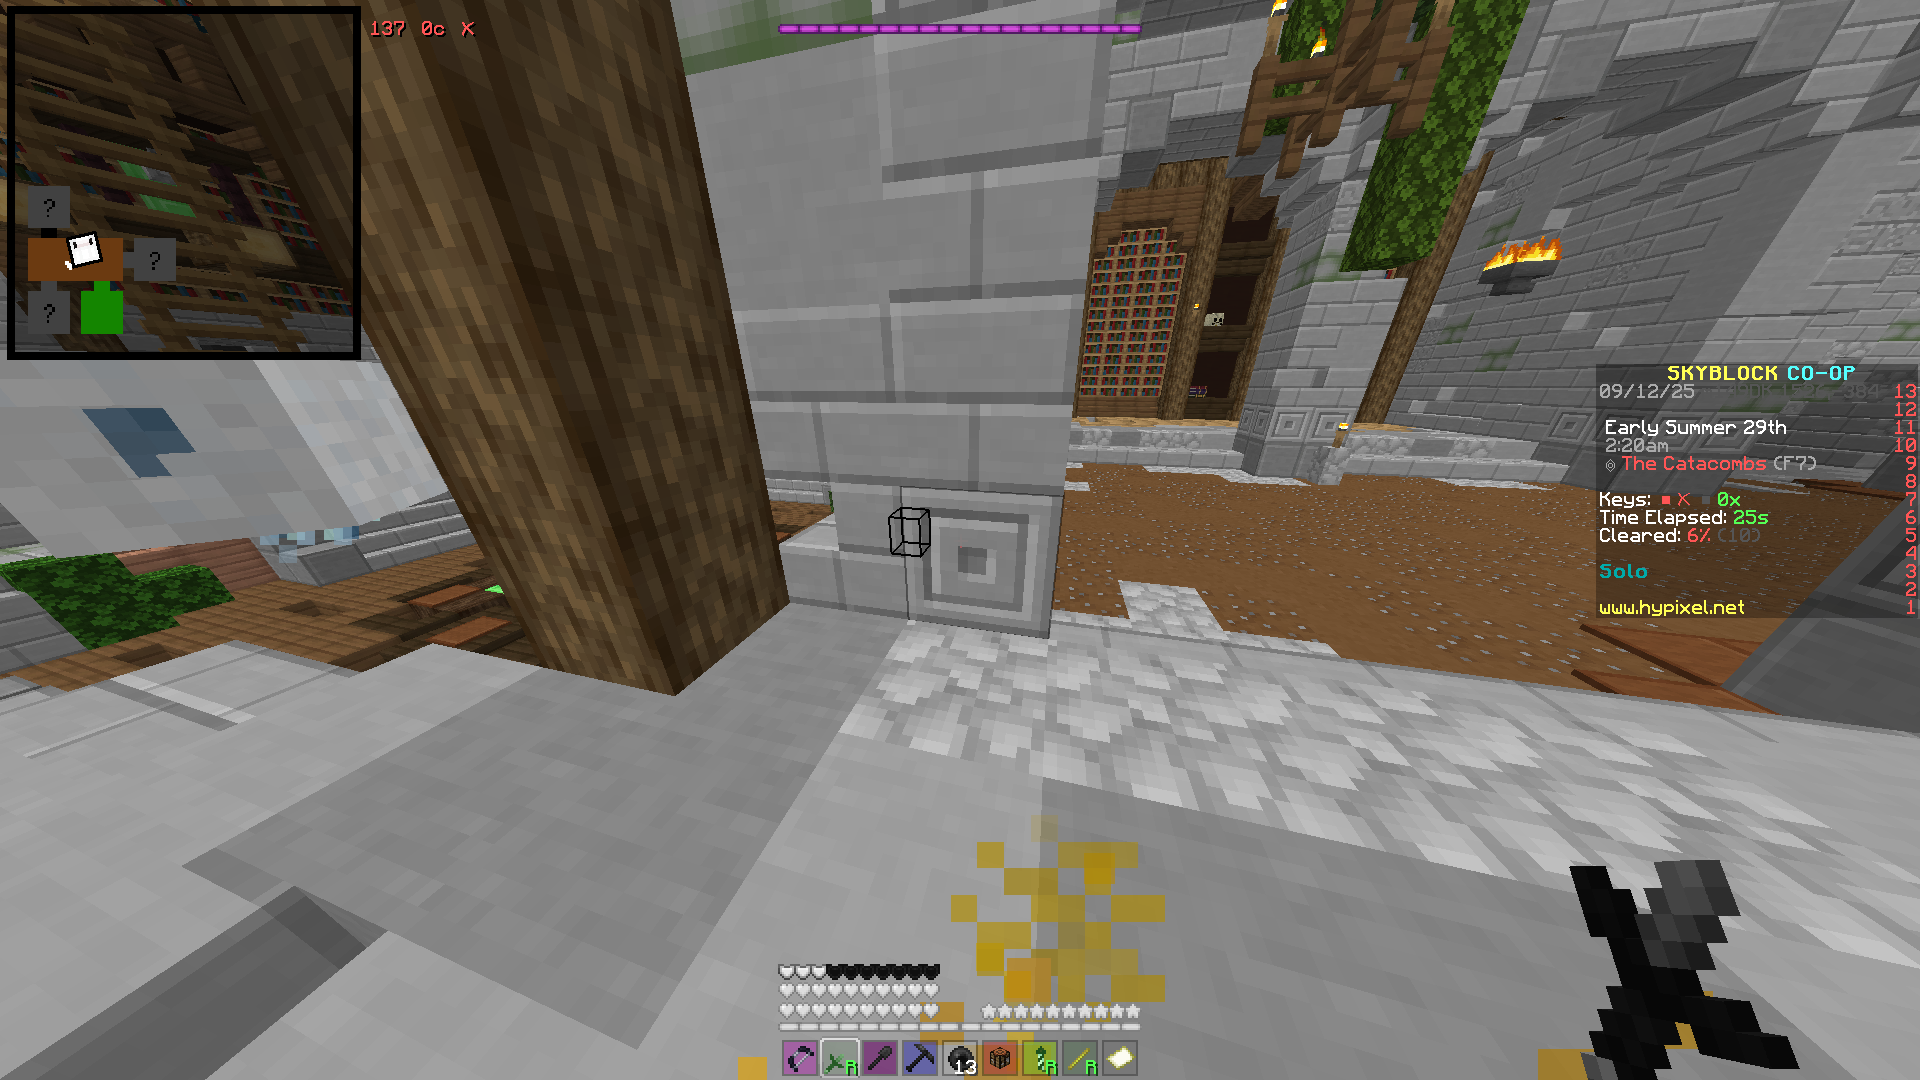 137 0c X
?
?
?
SKYBLOCK CO-OP
09/12/25
13
12
Early Summer 29th
11
2:20am
10
The Catacombs (F7)
9
8
Keys: X 0x
7
Time Elapsed: 25s
6
Cleared: 6% (10)
5
4
Solo
3
2
www.hypixel.net
1
R
13
R
R